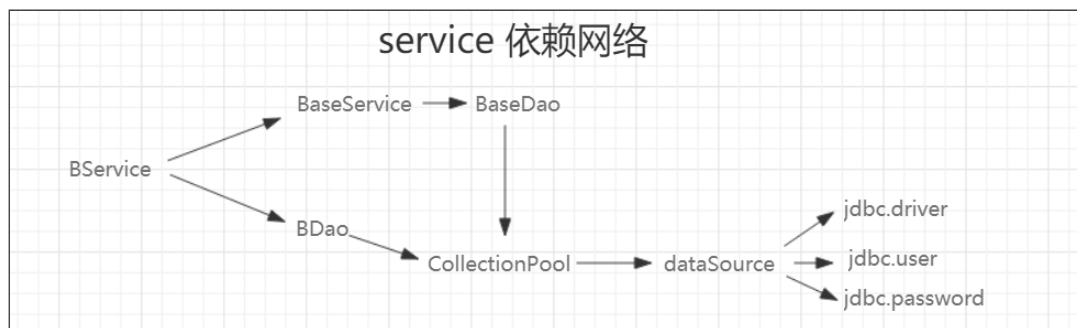 service 依赖网络
BaseService
BaseDao
BService
BDao
CollectionPool
dataSource
jdbc.driver
jdbc.user
jdbc.password